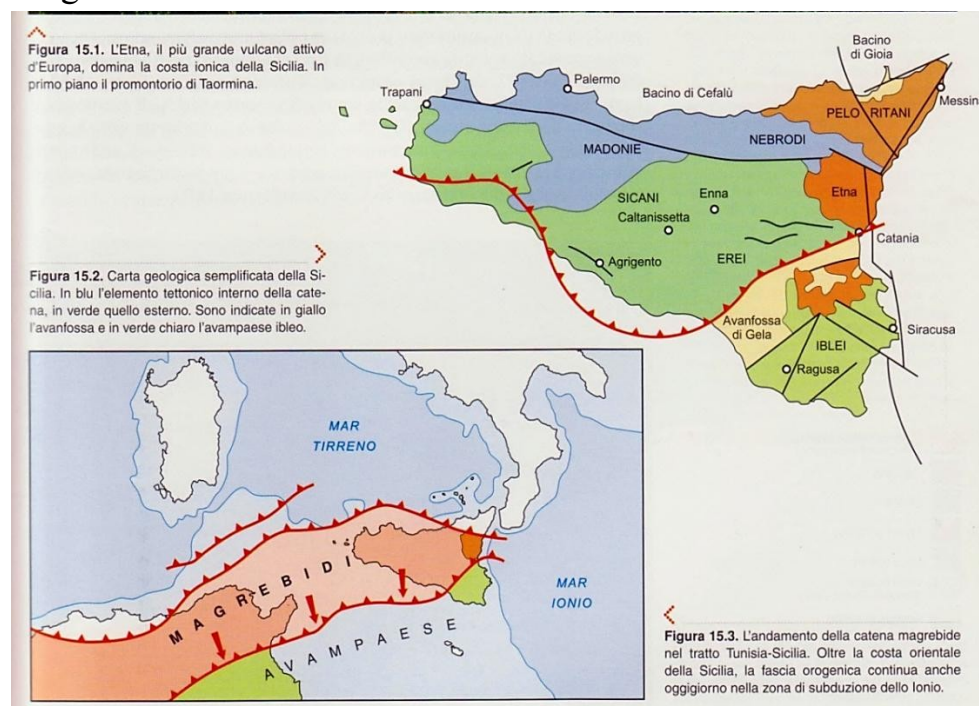 Figura 15.1. L'Etna, il più grande vulcano attivo
d'Europa, domina la costa ionica della Sicilia. In
primo piano il promontorio di Taormina.
Bacino
di Gioia
Trapani
Palermo
Bacino di Cefalù
Messin
PELO RITANI
NEBRODI
MADONIE
SICANI
Enna
Etna
Caltanissetta
Catania
Agrigento
EREI
Figura 15.2. Carta geologica semplificata della Si-
cilia. In blu l'elemento tettonico interno della cate-
na, in verde quello esterno. Sono indicate in giallo
l'avanfossa e in verde chiaro l'avampaese ibleo.
Avanfossa
di Gela
Siracusa
IBLEI
Ragusa
MAR
TIRRENO
MAGREBIDI
AVAMPAESE
MAR
IONIO
Figura 15.3. L'andamento della catena magrebide
nel tratto Tunisia-Sicilia. Oltre la costa orientale
della Sicilia, la fascia orogenica continua anche
oggigiorno nella zona di subduzione dello Ionio.